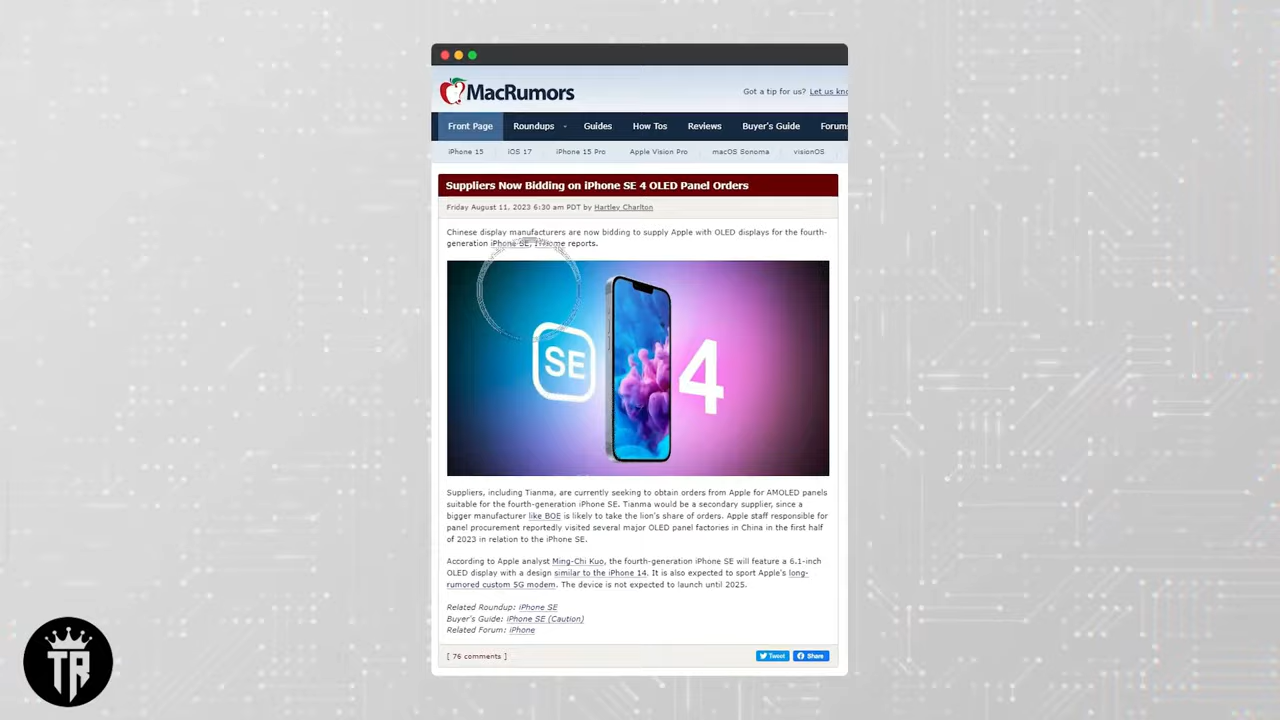 MacRumors
Got a tip for us? Let us kno
Front Page Roundups Guides How Tos Reviews Buyer's Guide Forums
iPhone 15 iOS 17 iPhone 15 Pro Apple Vision Pro macOS Sonoma visionOS
Suppliers Now Bidding on iPhone SE 4 OLED Panel Orders
Friday August 11, 2023 6:30 am PDT by Hartley Charlton
Chinese display manufacturers are now bidding to supply Apple with OLED displays for the fourth-
generation iPhone SE, reports.
SE 4
Suppliers, including Tianma, are currently seeking to obtain orders from Apple for AMOLED panels
suitable for the fourth-generation iPhone SE. Tianma would be a secondary supplier, since a
bigger manufacturer like BOE is likely to take the lion's share of orders. Apple staff responsible for
panel procurement reportedly visited several major OLED panel factories in China in the first half
of 2023 in relation to the iPhone SE.
According to Apple analyst Ming-Chi Kuo, the fourth-generation iPhone SE will feature a 6.1-inch
OLED display with a design similar to the iPhone 14. It is also expected to sport Apple's long-
rumored custom 5G modem. The device is not expected to launch until 2025.
Related Roundup: iPhone SE
Buyer's Guide: iPhone SE (Caution)
Related Forum: iPhone
[ 76 comments ]
Tweet Share
TR